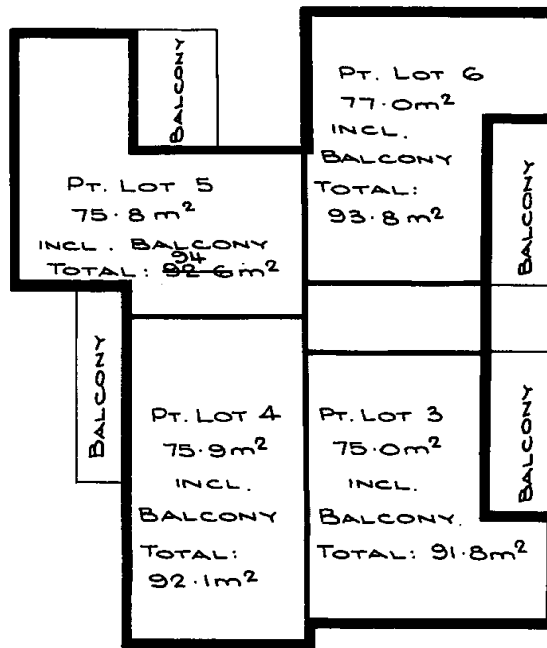 BALCONY
PT. LOT 6
77.0m²
INCL.
BALCONY
TOTAL:
93.8m²
BALCONY
PT. LOT 5
75.8m²
INCL. BALCONY
94
TOTAL: 92.6m²
BALCONY
PT. LOT 4
75.9m²
INCL.
BALCONY
TOTAL:
92.1m²
PT. LOT 3
75.0m²
INCL.
BALCONY.
TOTAL: 91.8m²
BALCONY